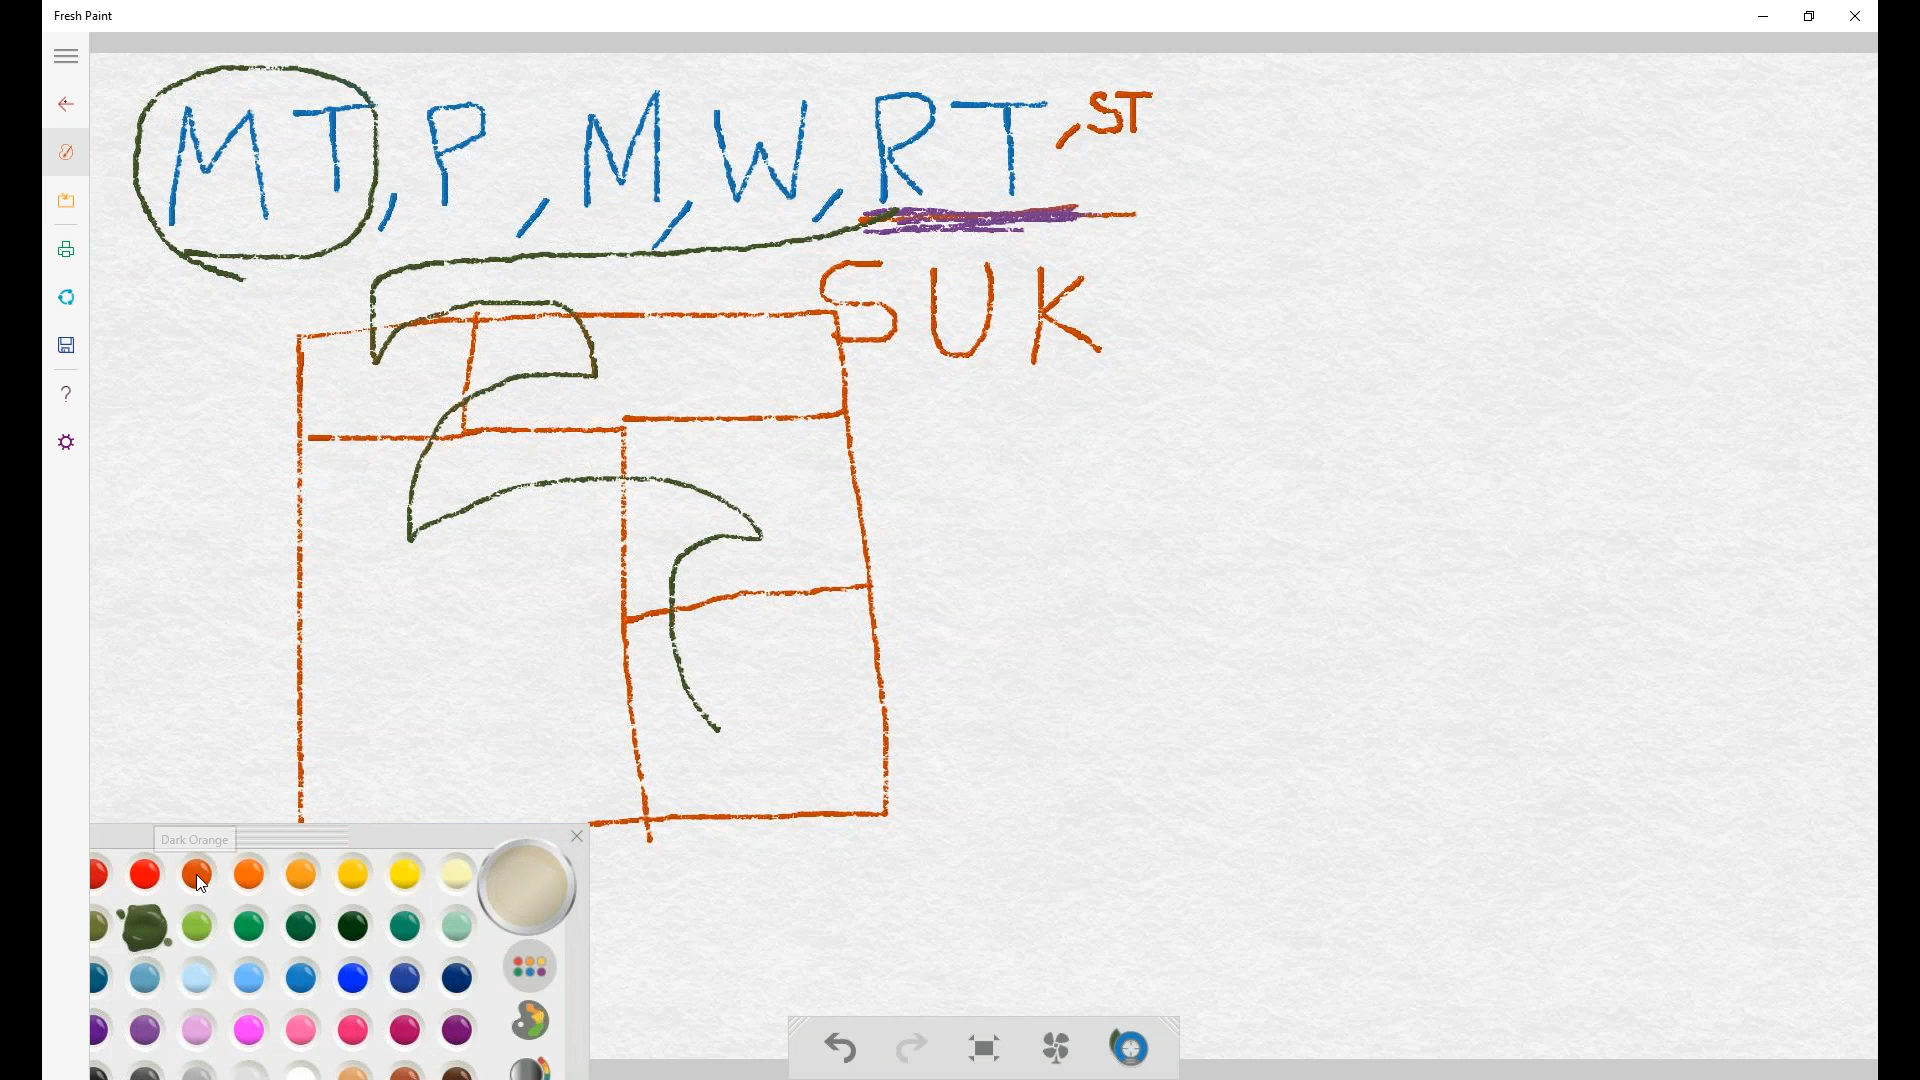 Fresh Paint
MT, P, M, W, RT, ST
SUK
?
Dark Orange